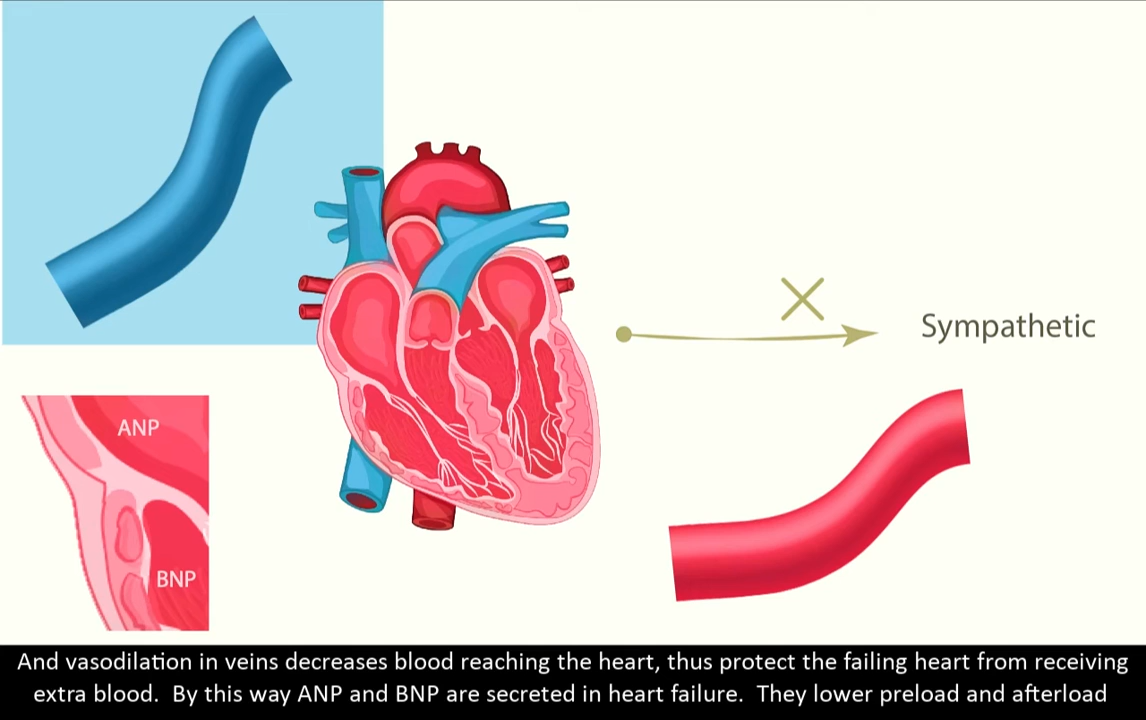 Sympathetic
ANP
BNP
And vasodilation in veins decreases blood reaching the heart, thus protect the failing heart from receiving
extra blood.  By this way ANP and BNP are secreted in heart failure.  They lower preload and afterload